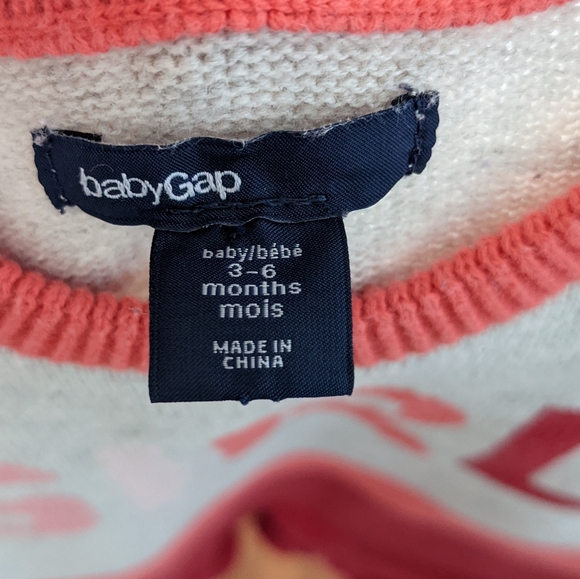 babyGap
baby/bébé
3-6
months
mois
MADE IN
CHINA